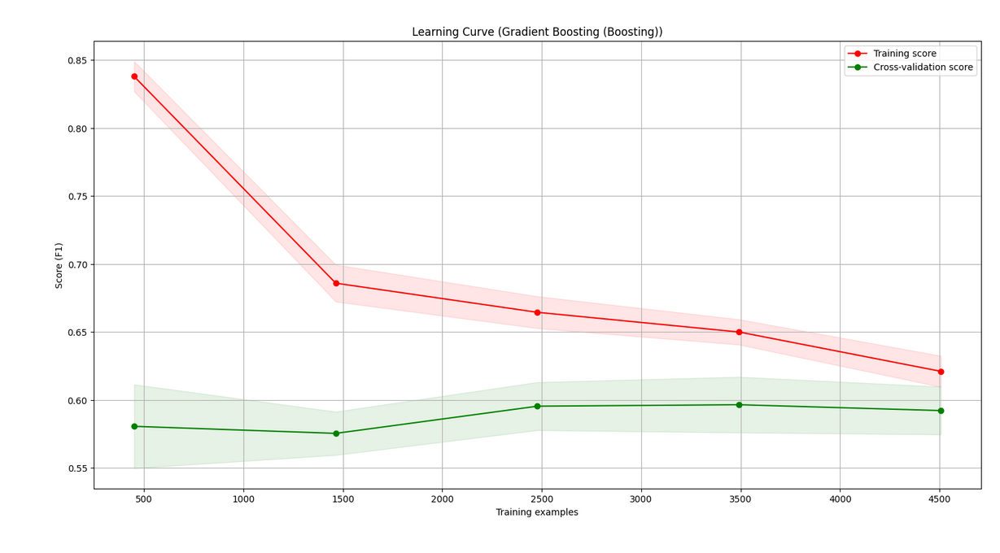 Learning Curve (Gradient Boosting (Boosting))
Training score
Cross-validation score
Score (F1)
0.85
0.80
0.75
0.70
0.65
0.60
0.55
500 1000 1500 2000 2500 3000 3500 4000 4500
Training examples